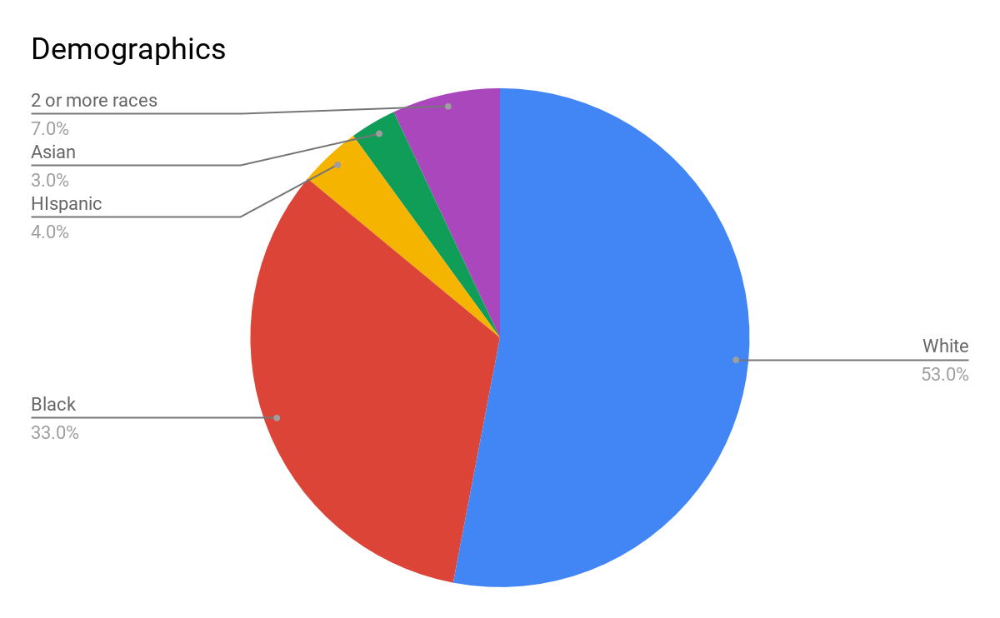 Demographics
2 or more races
7.0%
Asian
3.0%
HIspanic
4.0%
White
53.0%
Black
33.0%